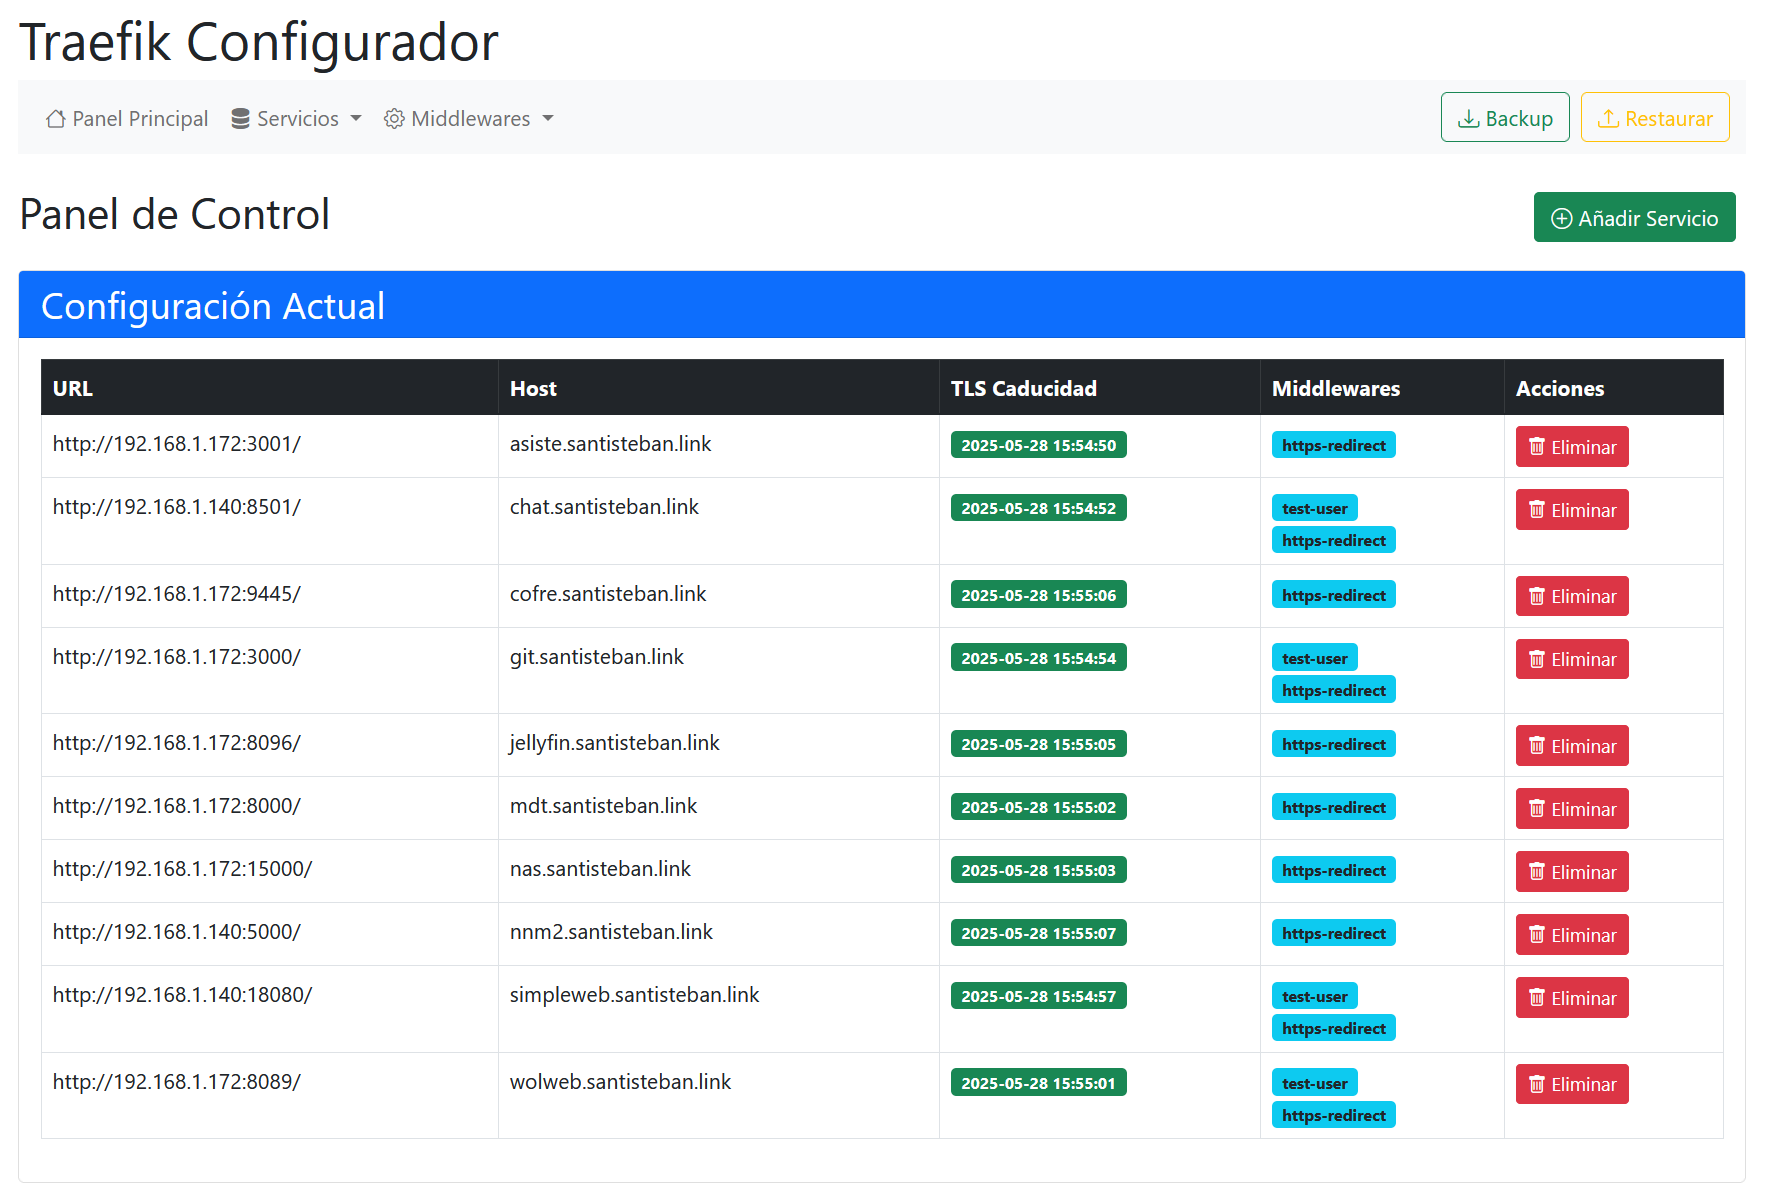 Traefik Configurador
Panel Principal Servicios Middlewares Backup Restaurar
Panel de Control Añadir Servicio
Configuración Actual
URL Host TLS Caducidad Middlewares Acciones
http://192.168.1.172:3001/ asiste.santisteban.link 2025-05-28 15:54:50 https-redirect Eliminar
http://192.168.1.140:8501/ chat.santisteban.link 2025-05-28 15:54:52 test-user Eliminar
https-redirect
http://192.168.1.172:9445/ cofre.santisteban.link 2025-05-28 15:55:06 https-redirect Eliminar
http://192.168.1.172:3000/ git.santisteban.link 2025-05-28 15:54:54 test-user Eliminar
https-redirect
http://192.168.1.172:8096/ jellyfin.santisteban.link 2025-05-28 15:55:05 https-redirect Eliminar
http://192.168.1.172:8000/ mdt.santisteban.link 2025-05-28 15:55:02 https-redirect Eliminar
http://192.168.1.172:15000/ nas.santisteban.link 2025-05-28 15:55:03 https-redirect Eliminar
http://192.168.1.140:5000/ nnm2.santisteban.link 2025-05-28 15:55:07 https-redirect Eliminar
http://192.168.1.140:18080/ simpleweb.santisteban.link 2025-05-28 15:54:57 test-user Eliminar
https-redirect
http://192.168.1.172:8089/ wolweb.santisteban.link 2025-05-28 15:55:01 test-user Eliminar
https-redirect